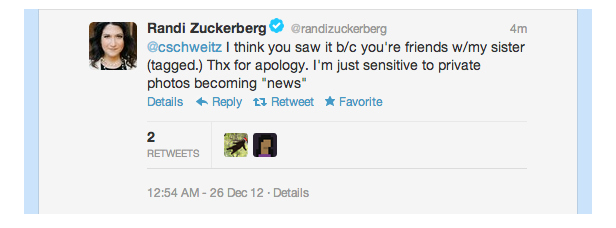 Randi Zuckerberg @randizuckerberg 4m
@cschweitz I think you saw it b/c you're friends w/my sister
(tagged.) Thx for apology. I'm just sensitive to private
photos becoming "news"
Details Reply Retweet Favorite
2
RETWEETS
12:54 AM - 26 Dec 12 · Details